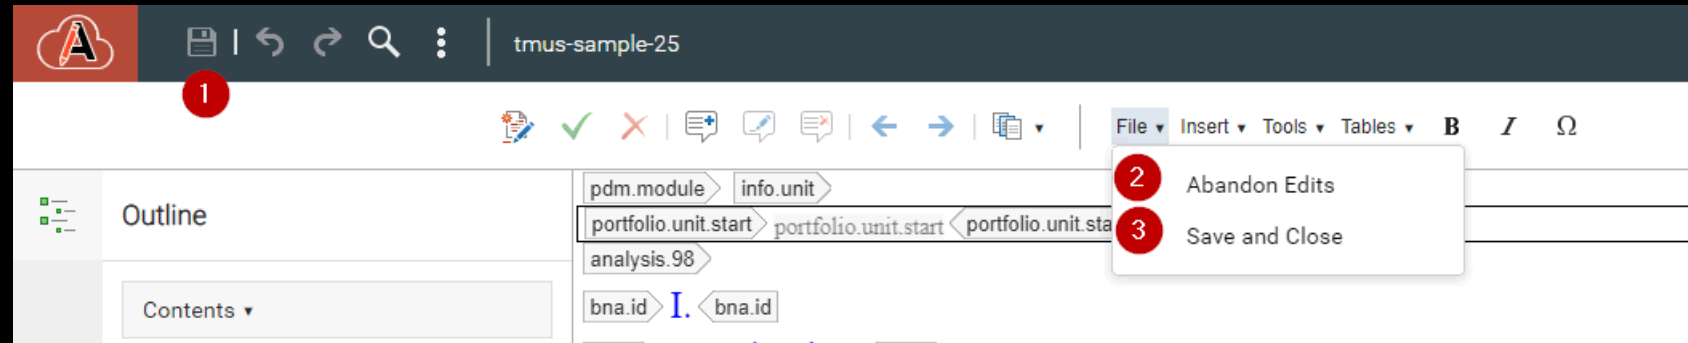 tmus-sample-25
1
File Insert Tools Tables B I Ω
pdm.module info.unit
2 Abandon Edits
Outline
portfolio.unit.start portfolio.unit.start portfolio.unit.sta
3 Save and Close
analysis.98
Contents
bna.id I. bna.id